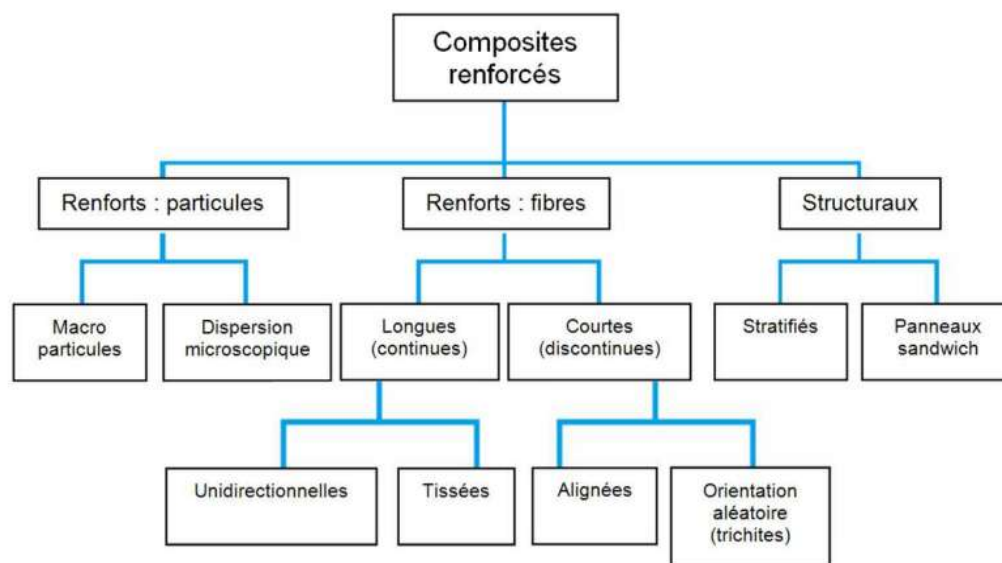 Composites
renforcés
Renforts : particules
Renforts : fibres
Structuraux
Macro
particules
Dispersion
microscopique
Longues
(continues)
Courtes
(discontinues)
Stratifiés
Panneaux
sandwich
Unidirectionnelles
Tissées
Alignées
Orientation
aléatoire
(trichites)